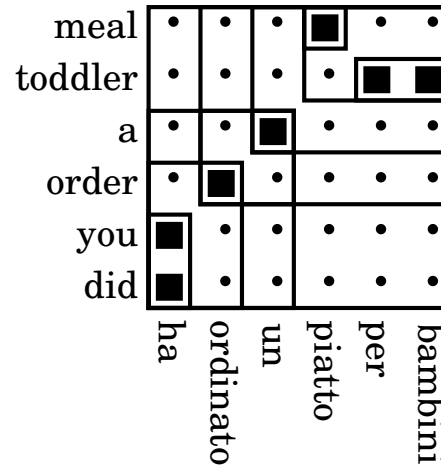 meal
toddler
a
order
you
did
ha
ordinato
un
piatto
per
bambini